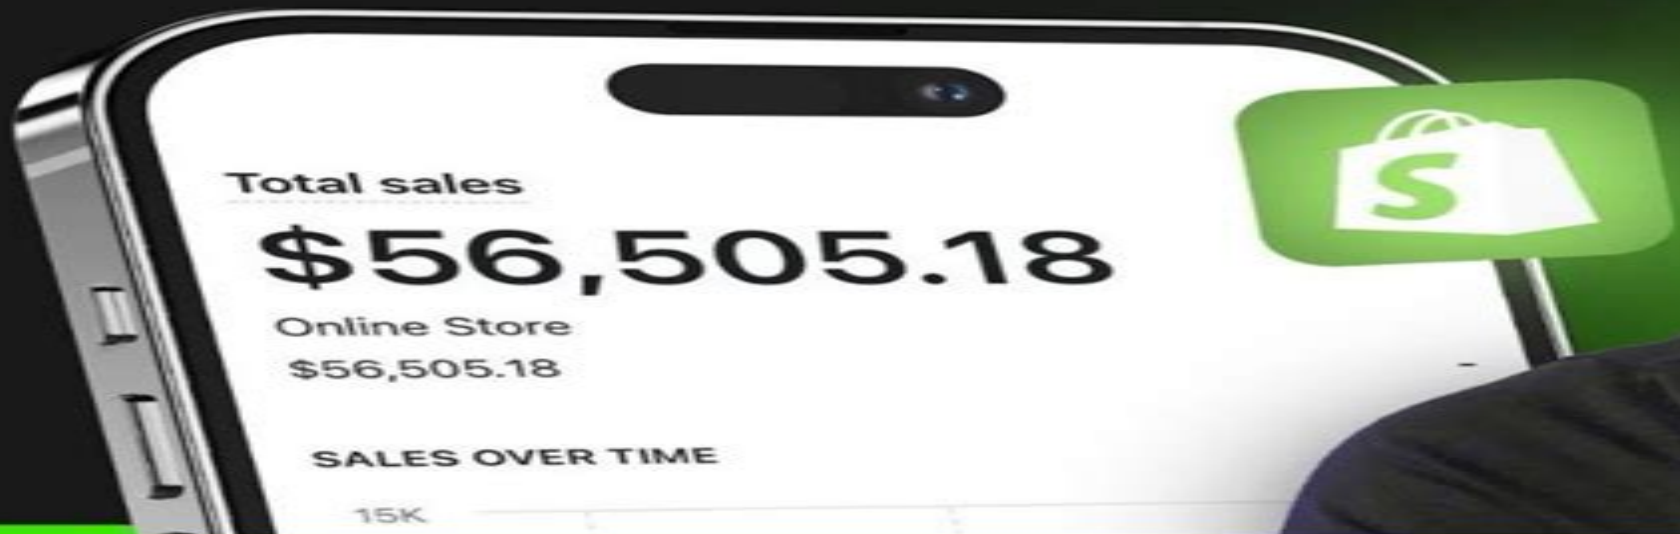 Total sales
$56,505.18
Online Store
$56,505.18
SALES OVER TIME
15K
S